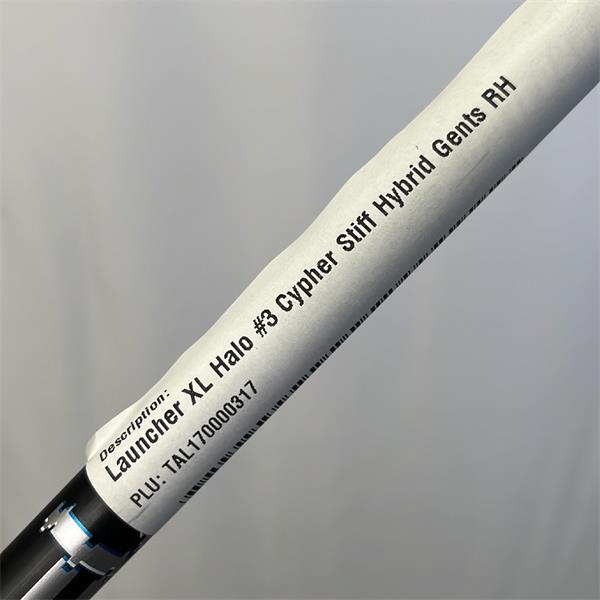 Description:
Launcher XL Halo #3 Cypher Stiff Hybrid Gents RH
PLU: TAL170000317